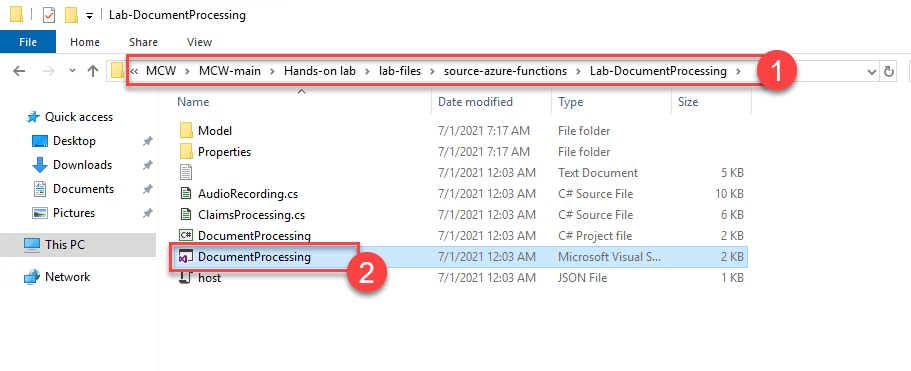 Lab-DocumentProcessing
File Home Share View
« MCW > MCW-main > Hands-on lab > lab-files > source-azure-functions > Lab-DocumentProcessing >
1
Name Date modified Type Size
Quick access
Desktop
Downloads
Documents
Pictures
This PC
Network
Model 7/1/2021 7:17 AM File folder
Properties 7/1/2021 7:17 AM File folder
7/1/2021 12:03 AM Text Document 5 KB
AudioRecording.cs 7/1/2021 12:03 AM C# Source File 10 KB
ClaimsProcessing.cs 7/1/2021 12:03 AM C# Source File 6 KB
C# DocumentProcessing 7/1/2021 12:03 AM C# Project file 2 KB
DocumentProcessing 7/1/2021 12:03 AM Microsoft Visual S... 2 KB
2
host 7/1/2021 12:03 AM JSON File 1 KB